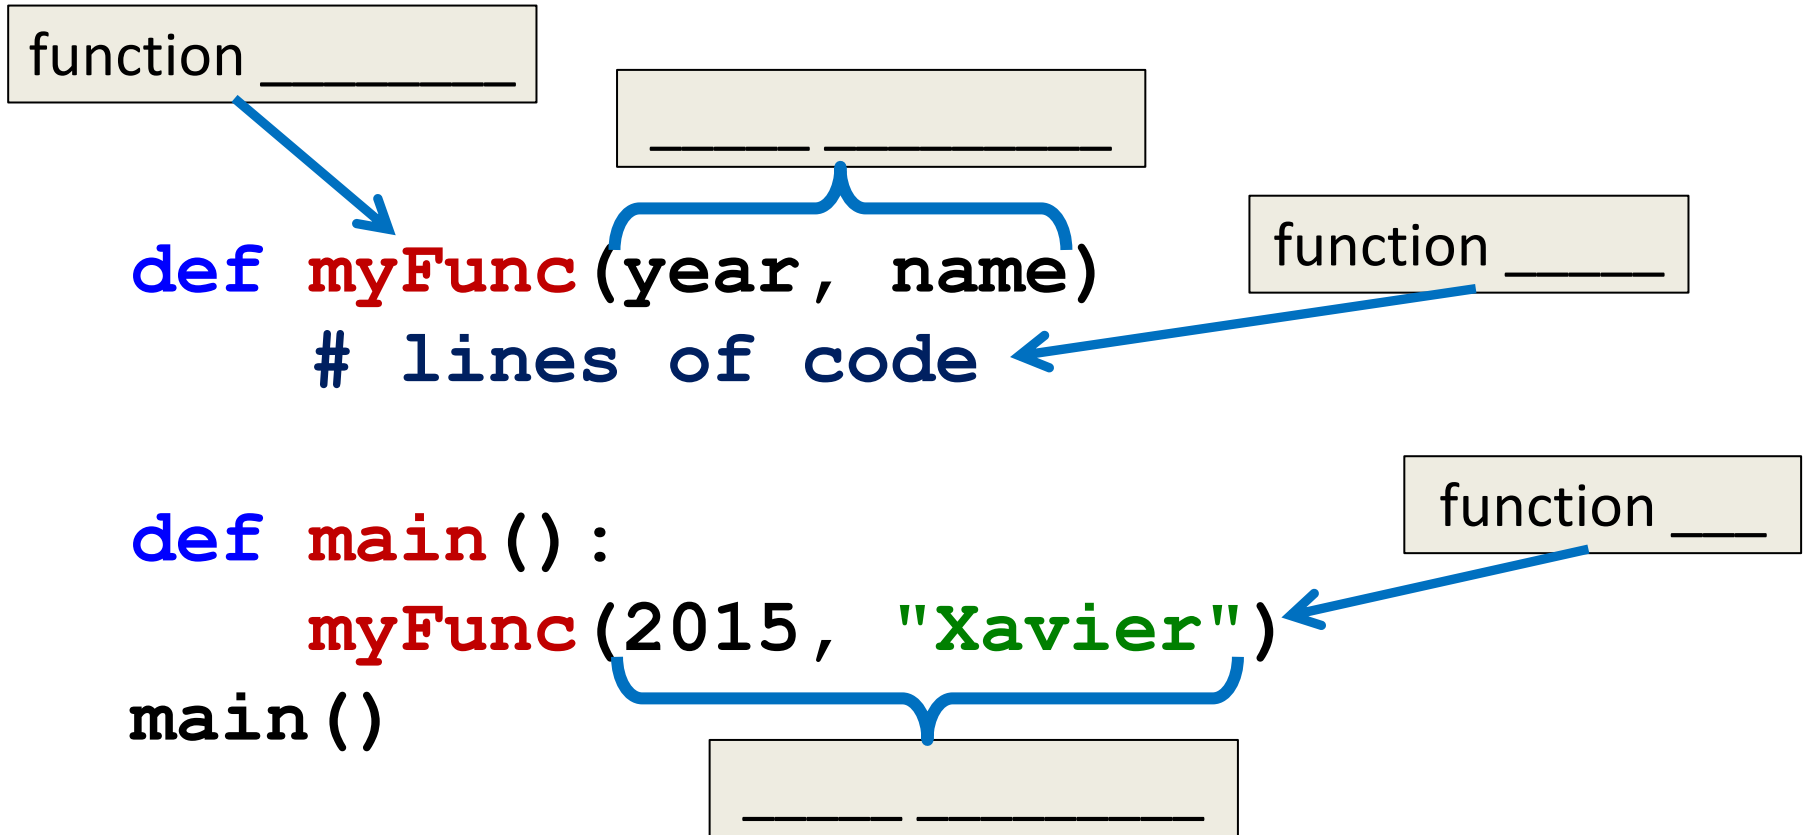 function ________
_____ _________
def myFunc(year, name)
function _____
# lines of code
def main():
function ___
myFunc(2015, "Xavier")
main()
_____ _________